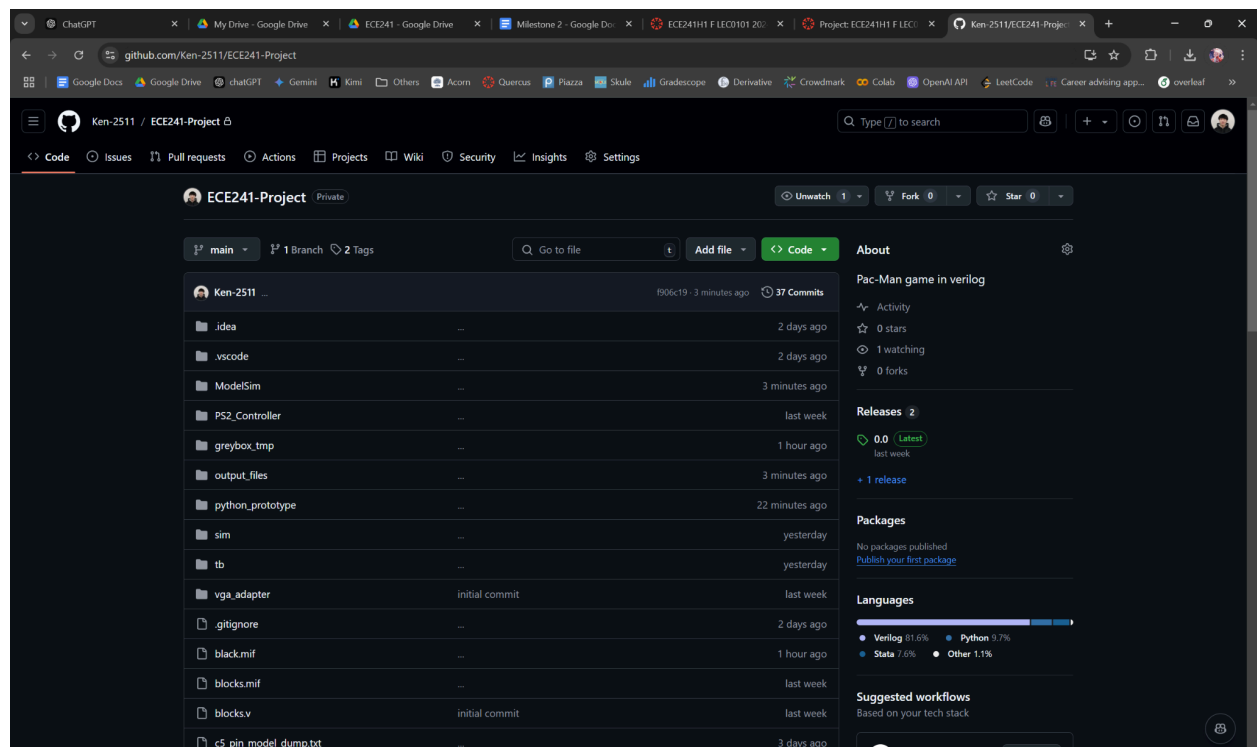 ChatGPT
My Drive - Google Drive
ECE241 - Google Drive
Milestone 2 - Google Doc
ECE241H1 F LEC0101 202
Project: ECE241H1 F LEC0
Ken-2511/ECE241-Project
github.com/Ken-2511/ECE241-Project
Google Docs Google Drive chatGPT Gemini Kimi Others Acorn Quercus Piazza Skule Gradescope Derivative Crowdmark Colab OpenAI API LeetCode Career advising app... overleaf »
Ken-2511 / ECE241-Project
Type / to search
Code Issues Pull requests Actions Projects Wiki Security Insights Settings
ECE241-Project Private
Unwatch 1 Fork 0 Star 0
main 1 Branch 2 Tags Go to file t Add file Code
Ken-2511 ... f906c19 · 3 minutes ago 37 Commits
.idea ... 2 days ago
.vscode ... 2 days ago
ModelSim ... 3 minutes ago
PS2_Controller ... last week
greybox_tmp ... 1 hour ago
output_files ... 3 minutes ago
python_prototype ... 22 minutes ago
sim ... yesterday
tb ... yesterday
vga_adapter initial commit last week
.gitignore ... 2 days ago
black.mif ... 1 hour ago
blocks.mif ... last week
blocks.v initial commit last week
c5_pin_model_dump.txt ... 3 days ago
About
Pac-Man game in verilog
Activity
0 stars
1 watching
0 forks
Releases 2
0.0 Latest
last week
+ 1 release
Packages
No packages published
Publish your first package
Languages
Verilog 81.6% Python 9.7%
Stata 7.6% Other 1.1%
Suggested workflows
Based on your tech stack